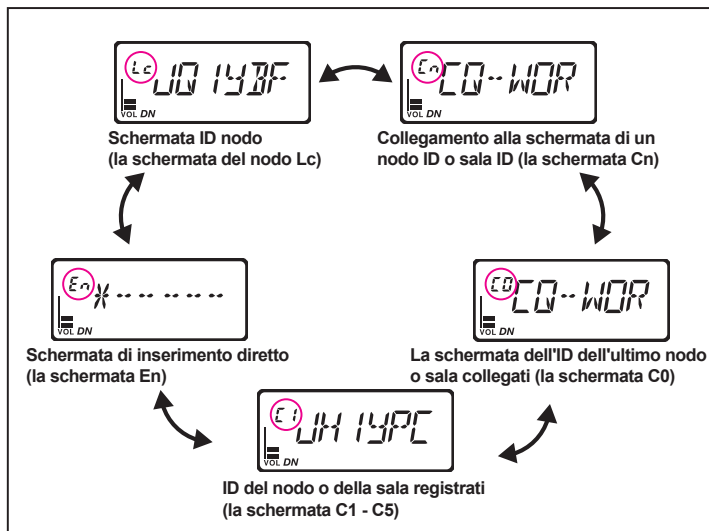 Lc JQ1YBF
VOL DN
Schermata ID nodo
(la schermata del nodo Lc)
Cn CQ--WOR
VOL DN
Collegamento alla schermata di un
nodo ID o sala ID (la schermata Cn)
En *------
VOL DN
Schermata di inserimento diretto
(la schermata En)
C0 CQ--WOR
VOL DN
La schermata dell'ID dell'ultimo nodo
o sala collegati (la schermata C0)
C1 JH1YPC
VOL DN
ID del nodo o della sala registrati
(la schermata C1 - C5)